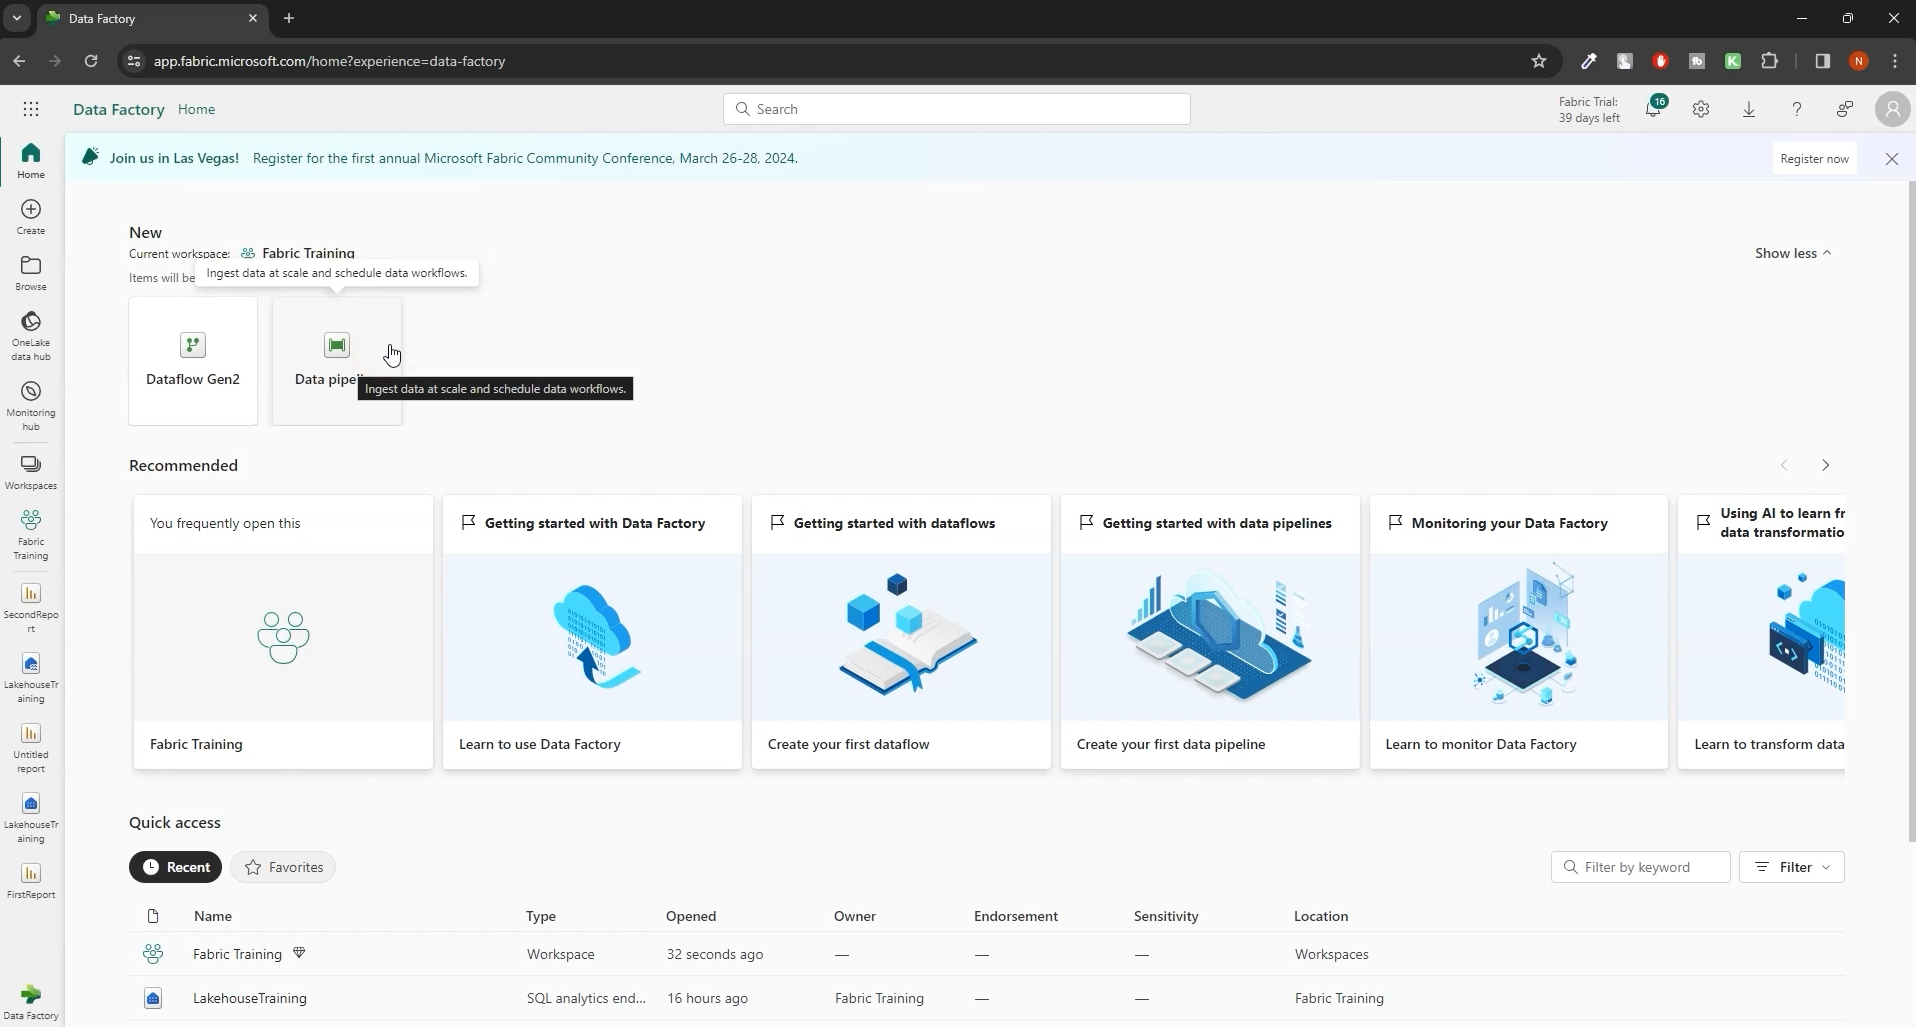 Data Factory
app.fabric.microsoft.com/home?experience=data-factory
N
Data Factory Home
Search
Fabric Trial:
39 days left
16
Join us in Las Vegas! Register for the first annual Microsoft Fabric Community Conference, March 26-28, 2024.
Register now
Home
Create
Browse
OneLake
data hub
Monitoring
hub
Workspaces
Fabric
Training
SecondRepo
rt
LakehouseTr
aining
Untitled
report
LakehouseTr
aining
FirstReport
Data Factory
New
Current workspace: Fabric Training
Show less
Items will be
Ingest data at scale and schedule data workflows.
Dataflow Gen2
Data pipeli
Ingest data at scale and schedule data workflows.
Recommended
You frequently open this
Fabric Training
Getting started with Data Factory
Learn to use Data Factory
Getting started with dataflows
Create your first dataflow
Getting started with data pipelines
Create your first data pipeline
Monitoring your Data Factory
Learn to monitor Data Factory
Using AI to learn fr
data transformatio
Learn to transform data
Quick access
Recent
Favorites
Filter by keyword
Filter
Name Type Opened Owner Endorsement Sensitivity Location
Fabric Training Workspace 32 seconds ago — — — Workspaces
LakehouseTraining SQL analytics end... 16 hours ago Fabric Training — — Fabric Training